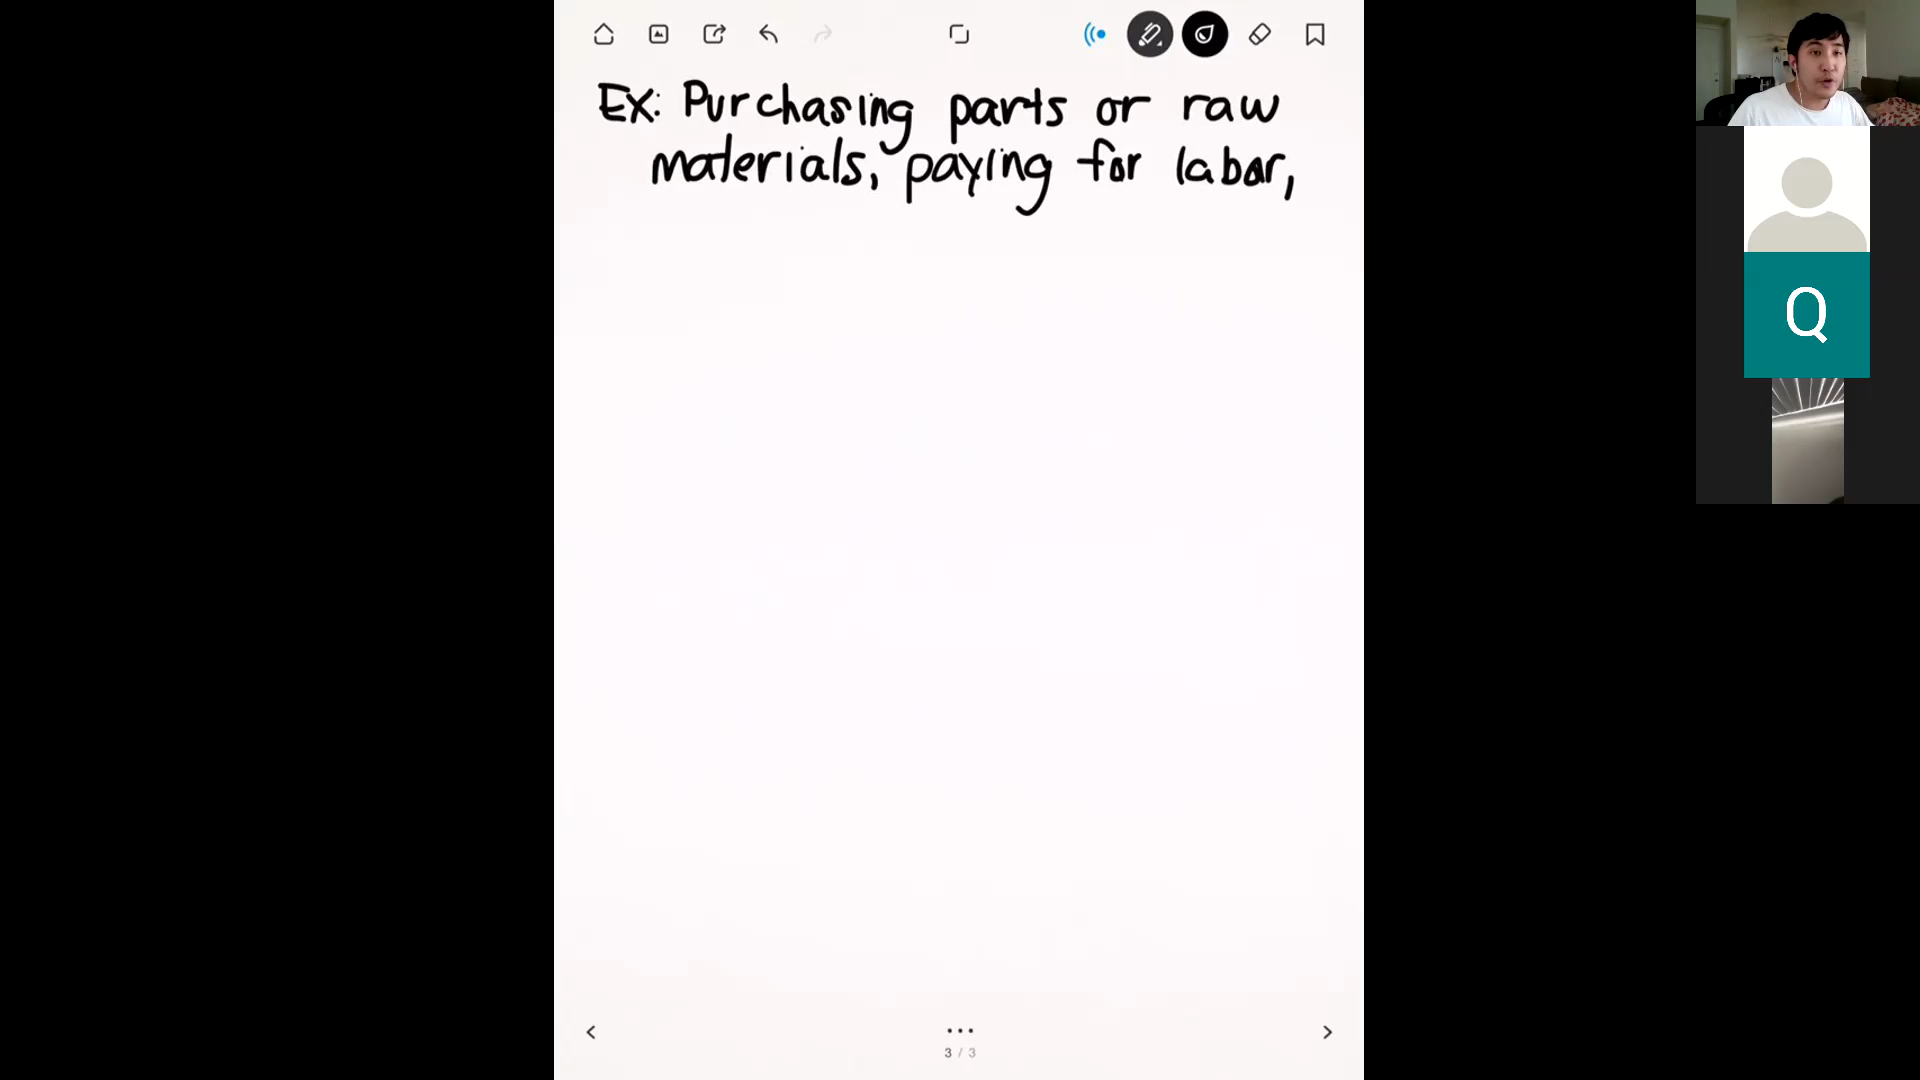 Ex: Purchasing parts or raw
materials, paying for labor,
Q
3 / 3